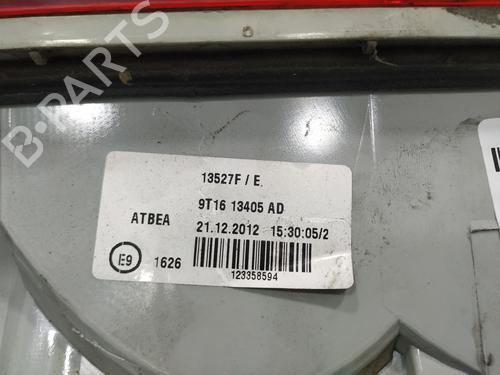 B-PARTS
13527F / E
9T16 13405 AD
ATBEA 21.12.2012 15:30:05/2
E9 1626
123358594